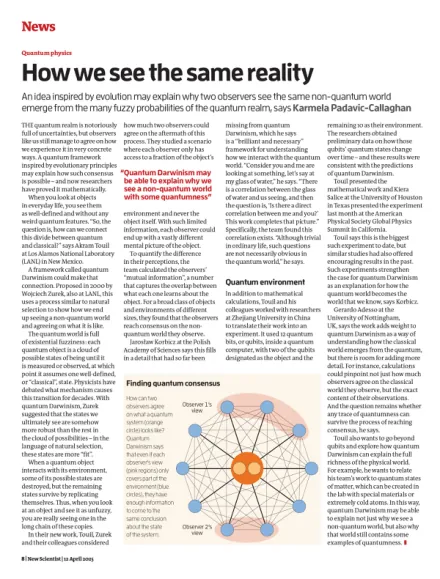 News
Quantum physics
How we see the same reality
An idea inspired by evolution may explain why two observers see the same non-quantum world
emerge from the many fuzzy probabilities of the quantum realm, says Karmela Padavic-Callaghan
THE quantum realm is notoriously
full of uncertainties, but observers
like us still manage to agree on how
we experience it in very concrete
ways. A quantum framework
inspired by evolutionary principles
may explain how such consensus
is possible – and now researchers
have proved it mathematically.
When you look at objects
in everyday life, you see them
as well-defined and without any
weird quantum features. "So, the
question is, how can we connect
this divide between quantum
and classical?" says Akram Touil
at Los Alamos National Laboratory
(LANL) in New Mexico.
A framework called quantum
Darwinism could make that
connection. Proposed in 2000 by
Wojciech Zurek, also at LANL, this
uses a process similar to natural
selection to show how we end
up seeing a non-quantum world
and agreeing on what it is like.
The quantum world is full
of existential fuzziness: each
quantum object is a cloud of
possible states of being until it
is measured or observed, at which
point it assumes one well-defined,
or "classical", state. Physicists have
debated what mechanism causes
this transition for decades. With
quantum Darwinism, Zurek
suggested that the states we
ultimately see are somehow
more robust than the rest in
the cloud of possibilities – in the
language of natural selection,
these states are more "fit".
When a quantum object
interacts with its environment,
some of its possible states are
destroyed, but the remaining
states survive by replicating
themselves. Thus, when you look
at an object and see it as unfuzzy,
you are really seeing one in the
long chain of these copies.
In their new work, Touil, Zurek
and their colleagues considered
how much two observers could
agree on the aftermath of this
process. They studied a scenario
where each observer only has
access to a fraction of the object's
"Quantum Darwinism may
be able to explain why we
see a non-quantum world
with some quantumness"
environment and never the
object itself. With such limited
information, each observer could
end up with a vastly different
mental picture of the object.
To quantify the difference
in their perceptions, the
team calculated the observers'
"mutual information", a number
that captures the overlap between
what each one learns about the
object. For a broad class of objects
and environments of different
sizes, they found that the observers
reach consensus on the non-
quantum world they observe.
Jarosław Korbicz at the Polish
Academy of Sciences says this fills
in a detail that had so far been
missing from quantum
Darwinism, which he says
is a "brilliant and necessary"
framework for understanding
how we interact with the quantum
world. "Consider you and me are
looking at something, let's say at
my glass of water," he says. "There
is a correlation between the glass
of water and us seeing, and then
the question is, 'Is there a direct
correlation between me and you?'
This work completes that picture."
Specifically, the team found this
correlation exists. "Although trivial
in ordinary life, such questions
are not necessarily obvious in
the quantum world," he says.
Quantum environment
In addition to mathematical
calculations, Touil and his
colleagues worked with researchers
at Zhejiang University in China
to translate their work into an
experiment. It used 12 quantum
bits, or qubits, inside a quantum
computer, with two of the qubits
designated as the object and the
remaining 10 as their environment.
The researchers obtained
preliminary data on how those
qubits' quantum states change
over time – and these results were
consistent with the predictions
of quantum Darwinism.
Touil presented the
mathematical work and Kiera
Salice at the University of Houston
in Texas presented the experiment
last month at the American
Physical Society Global Physics
Summit in California.
Touil says this is the biggest
such experiment to date, but
similar studies had also offered
encouraging results in the past.
Such experiments strengthen
the case for quantum Darwinism
as an explanation for how the
quantum world becomes the
world that we know, says Korbicz.
Gerardo Adesso at the
University of Nottingham,
UK, says the work adds weight to
quantum Darwinism as a way of
understanding how the classical
world emerges from the quantum,
but there is room for adding more
detail. For instance, calculations
could pinpoint not just how much
observers agree on the classical
world they observe, but the exact
content of their observations.
And the question remains whether
any trace of quantumness can
survive the process of reaching
consensus, he says.
Touil also wants to go beyond
qubits and explore how quantum
Darwinism can explain the full
richness of the physical world.
For example, he wants to relate
his team's work to quantum states
of matter, which can be created in
the lab with special materials or
extremely cold atoms. In this way,
quantum Darwinism may be able
to explain not just why we see a
non-quantum world, but also why
that world still contains some
examples of quantumness.
Finding quantum consensus
How can two
observers agree
on what a quantum
system (orange
circle) looks like?
Quantum
Darwinism says
that even if each
observer's view
(pink regions) only
covers part of the
environment (blue
circles), they have
enough information
to come to the
same conclusion
about the state
of the system.
Observer 1's
view
Observer 2's
view
8 | New Scientist | 12 April 2025